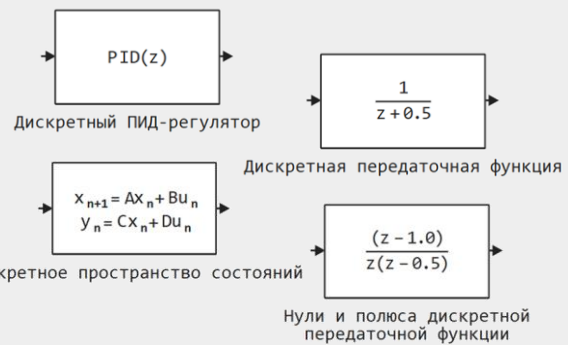 PID(z)
Дискретный ПИД-регулятор
1
z+0.5
Дискретная передаточная функция
x n+1 = Ax n + Bu n
y n = Cx n + Du n
пространство состояний
(z-1.0)
z(z-0.5)
Нули и полюса дискретной
передаточной функции